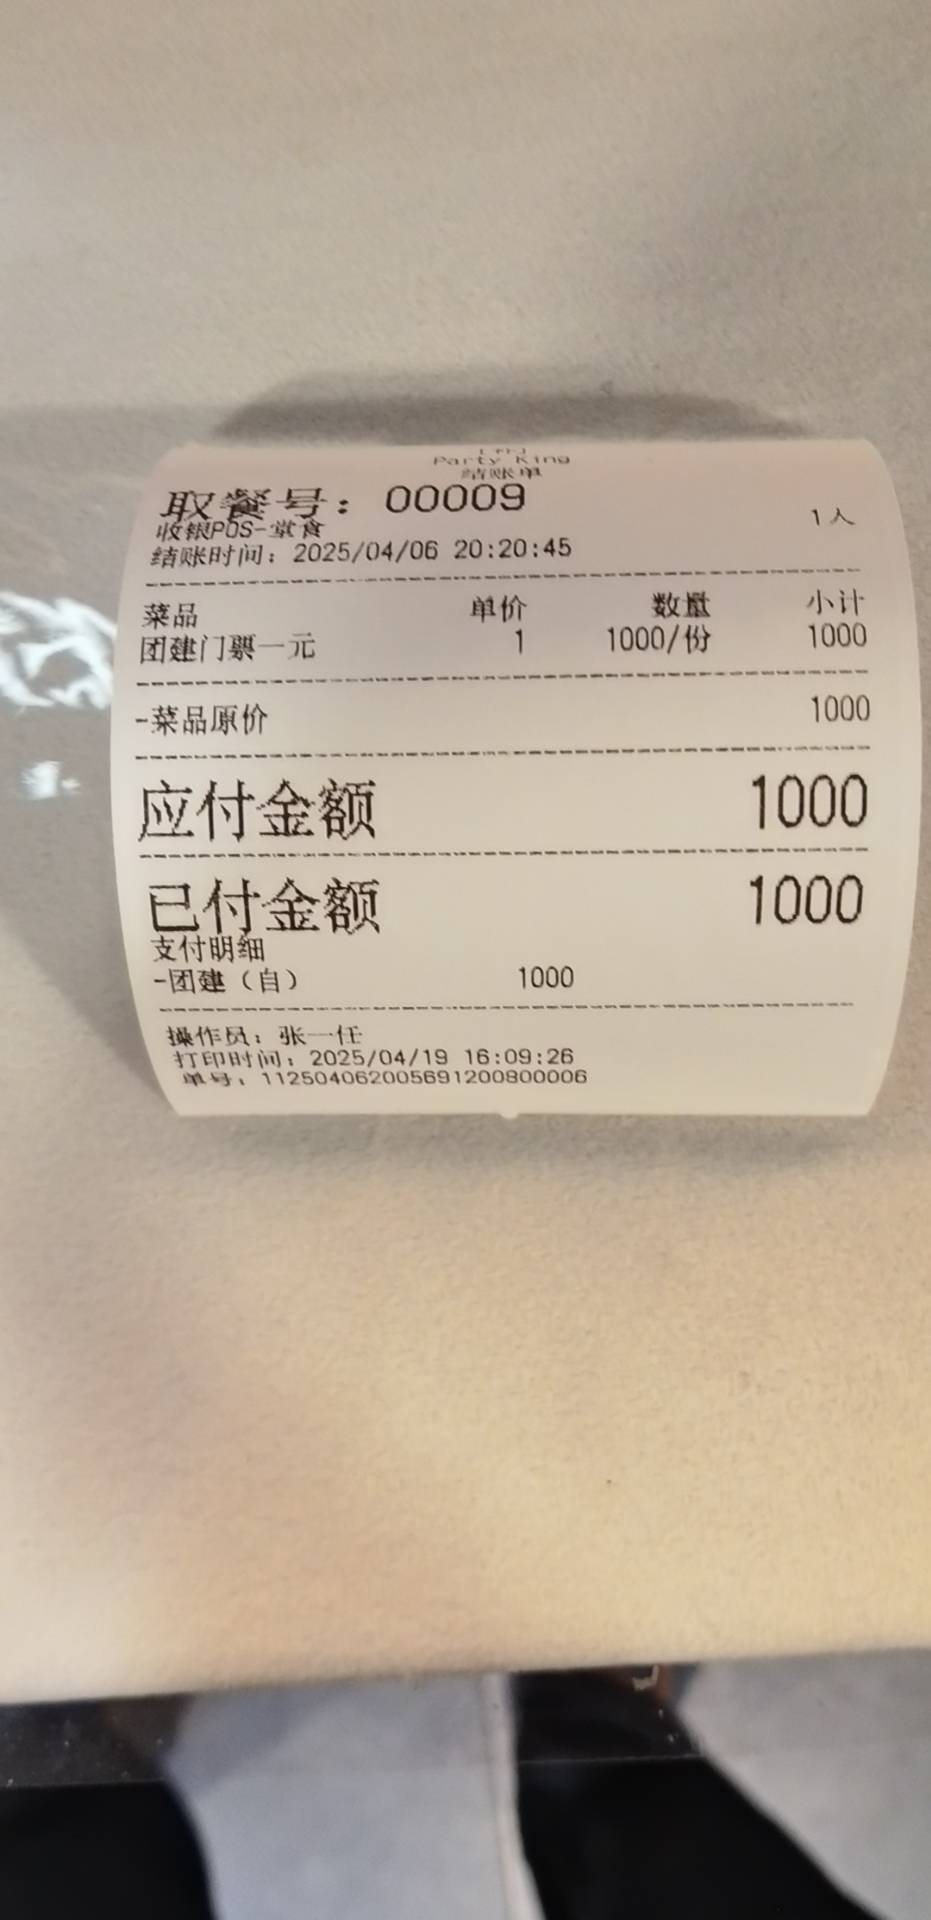 Party King
结账单
取餐号：00009
1人
收银POS-堂食
结账时间：2025/04/06 20:20:45
菜品 单价 数量 小计
团建门票一元 1 1000/份 1000
-菜品原价 1000
应付金额 1000
已付金额 1000
支付明细
-团建（自） 1000
操作员：张一任
打印时间：2025/04/19 16:09:26
单号：1125040620056912008000​06